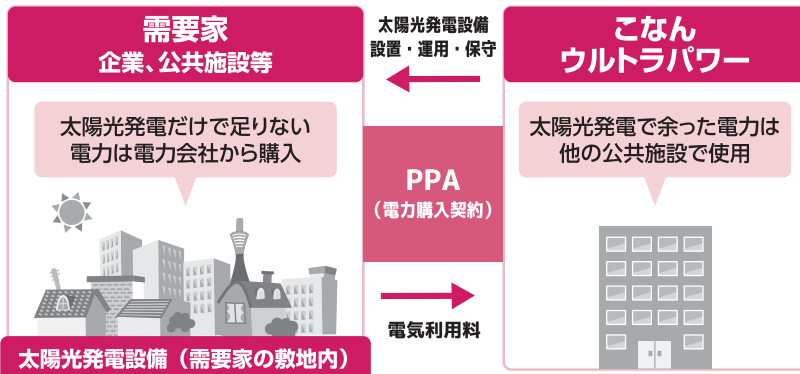 需要家
企業、公共施設等
太陽光発電だけで足りない
電力は電力会社から購入
太陽光発電設備（需要家の敷地内）
太陽光発電設備
設置・運用・保守
PPA
（電力購入契約）
電気利用料
こなん
ウルトラパワー
太陽光発電で余った電力は
他の公共施設で使用